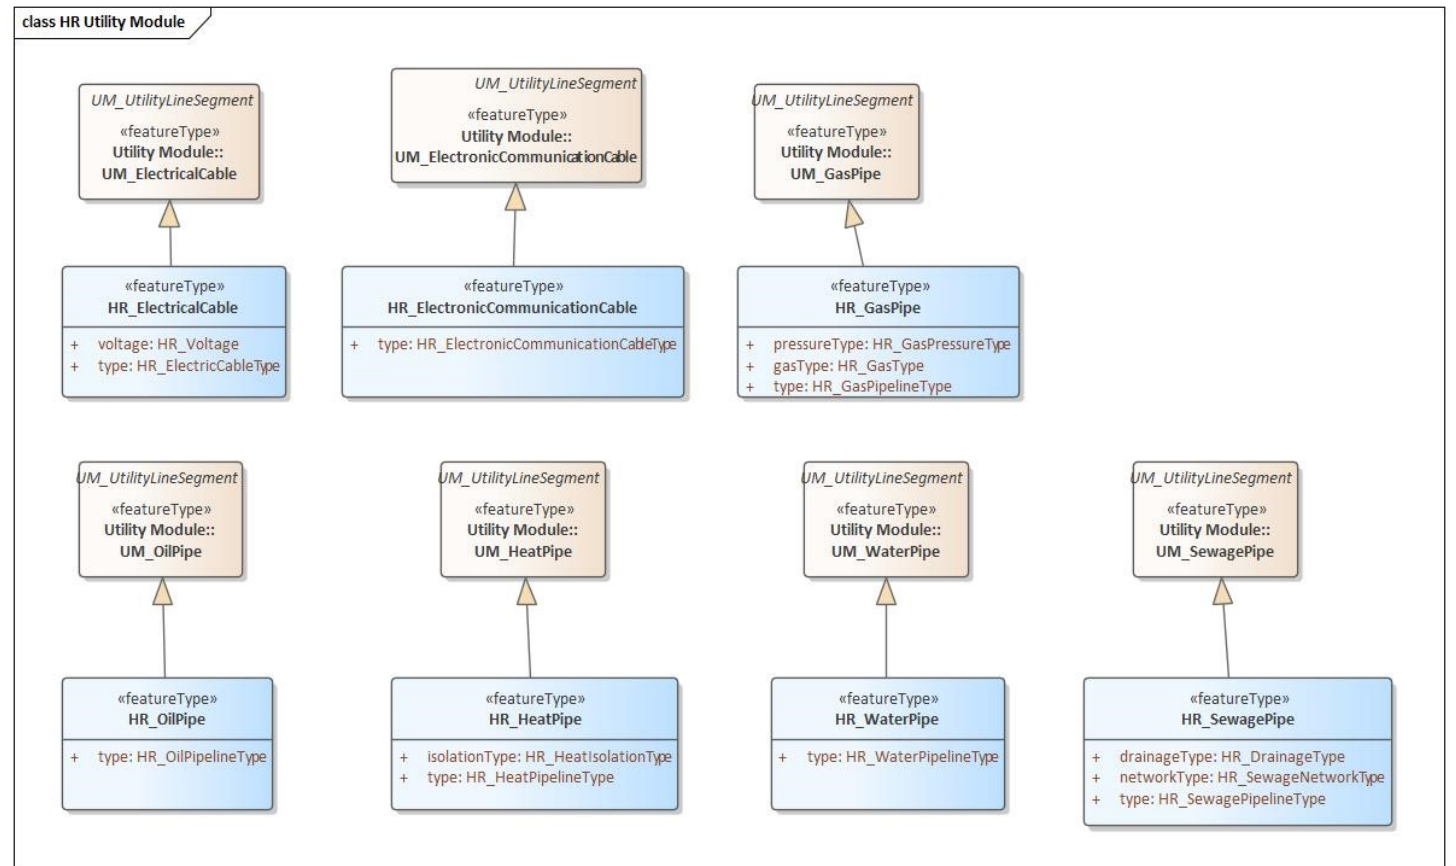 class HR Utility Module
UM_UtilityLineSegment
«featureType»
Utility Module::
UM_ElectricalCable
UM_UtilityLineSegment
«featureType»
Utility Module::
UM_ElectronicCommunicationCable
UM_UtilityLineSegment
«featureType»
Utility Module::
UM_GasPipe
«featureType»
HR_ElectricalCable
+ voltage: HR_Voltage
+ type: HR_ElectricCableType
«featureType»
HR_ElectronicCommunicationCable
+ type: HR_ElectronicCommunicationCableType
«featureType»
HR_GasPipe
+ pressureType: HR_GasPressureType
+ gasType: HR_GasType
+ type: HR_GasPipelineType
UM_UtilityLineSegment
«featureType»
Utility Module::
UM_OilPipe
UM_UtilityLineSegment
«featureType»
Utility Module::
UM_HeatPipe
UM_UtilityLineSegment
«featureType»
Utility Module::
UM_WaterPipe
UM_UtilityLineSegment
«featureType»
Utility Module::
UM_SewagePipe
«featureType»
HR_OilPipe
+ type: HR_OilPipelineType
«featureType»
HR_HeatPipe
+ isolationType: HR_HeatIsolationType
+ type: HR_HeatPipelineType
«featureType»
HR_WaterPipe
+ type: HR_WaterPipelineType
«featureType»
HR_SewagePipe
+ drainageType: HR_DrainageType
+ networkType: HR_SewageNetworkType
+ type: HR_SewagePipelineType